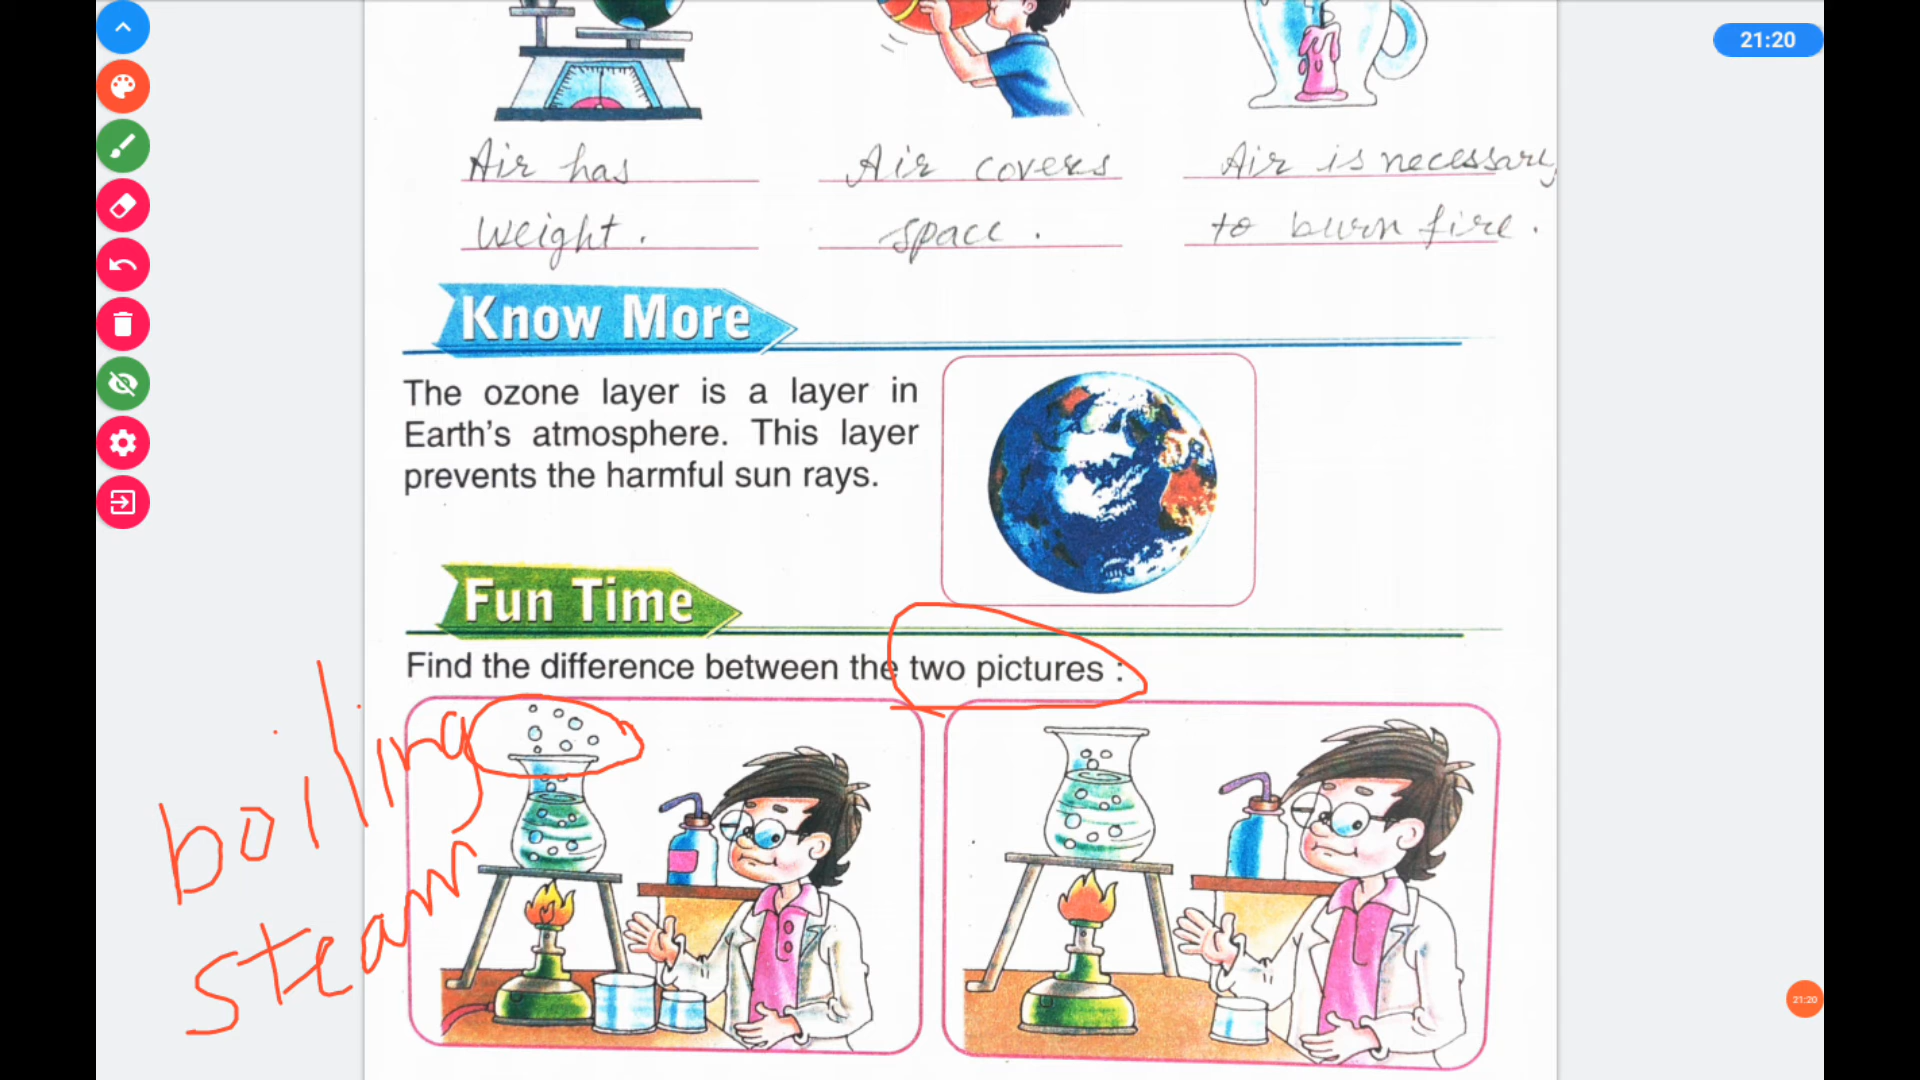 21:20
Air has
weight.
Air covers
space.
Air is necessary
to burn fire.
Know More
The ozone layer is a layer in
Earth's atmosphere. This layer
prevents the harmful sun rays.
Fun Time
Find the difference between the two pictures :
boiling
steam
21:20